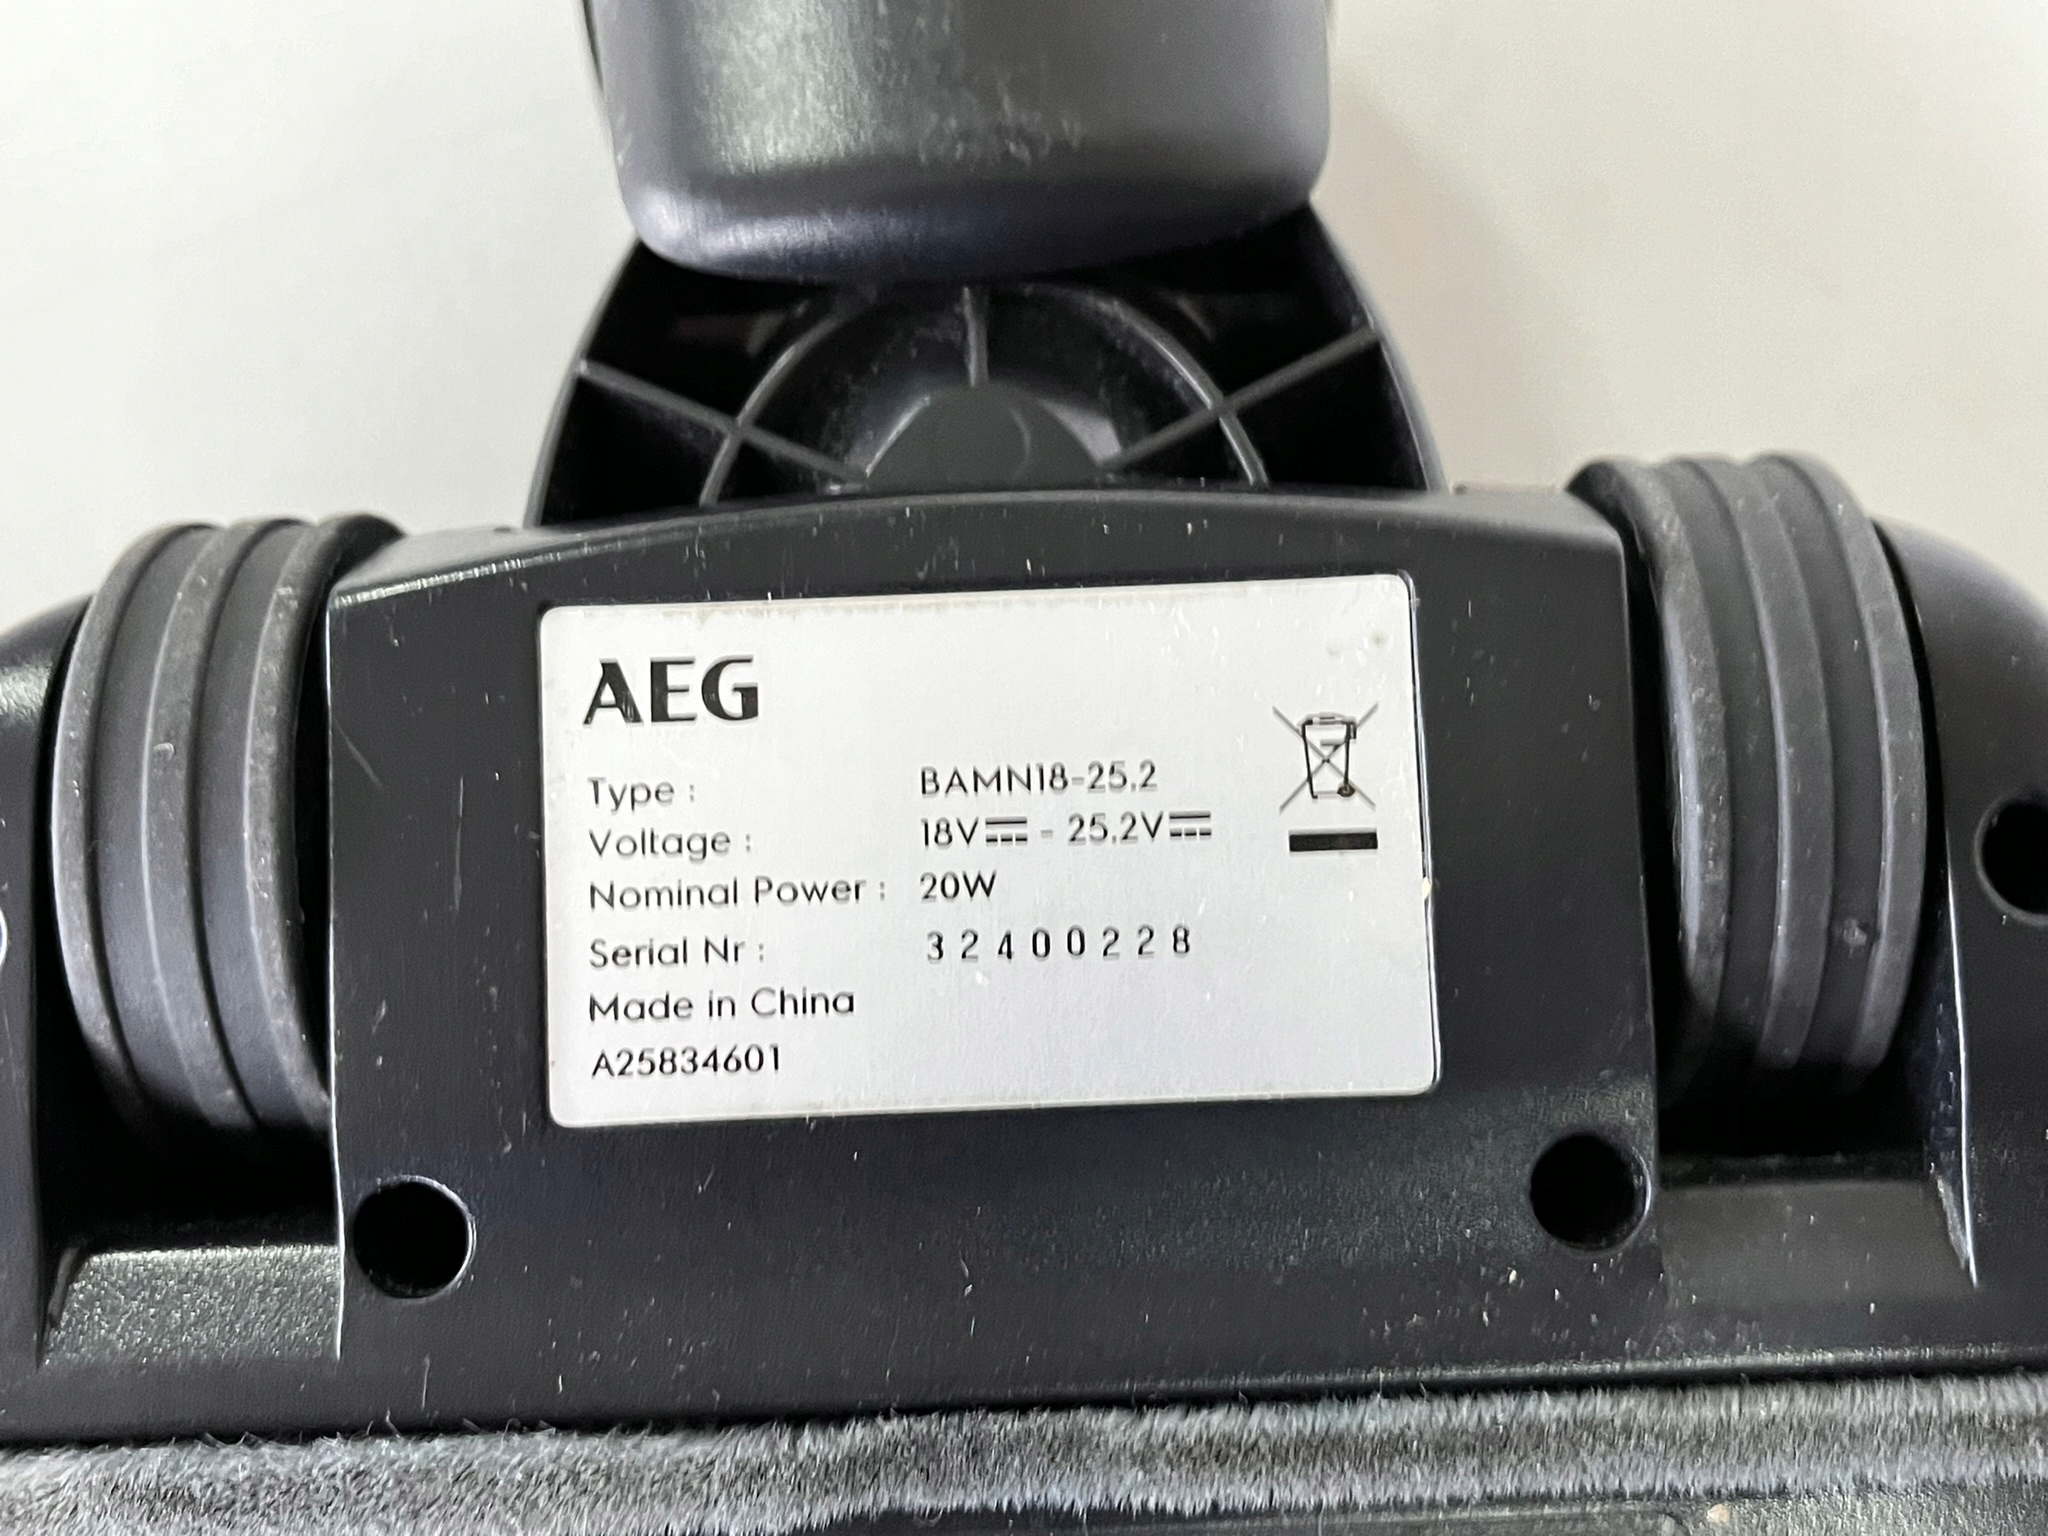 AEG
Type : BAMN18-25.2
Voltage : 18V⎓ - 25.2V⎓
Nominal Power : 20W
Serial Nr : 32400228
Made in China
A25834601